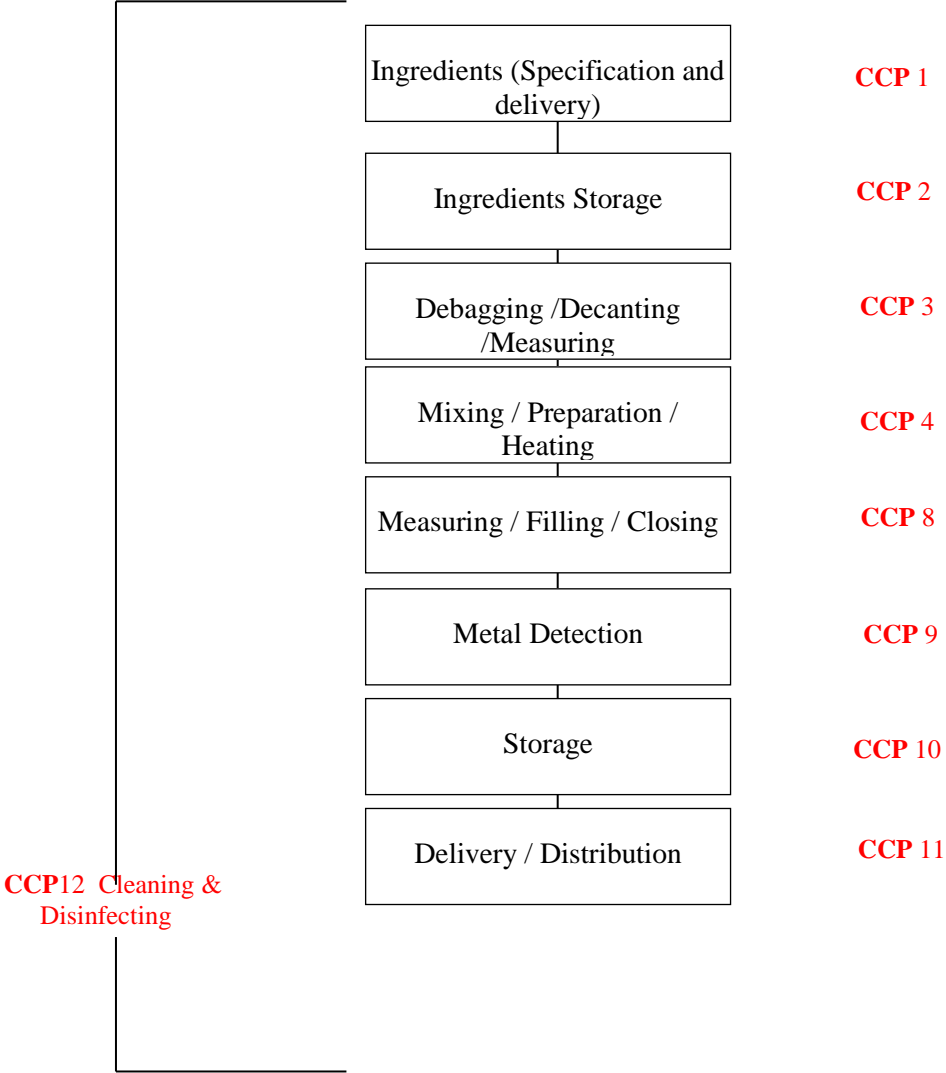 Ingredients (Specification and
delivery)
CCP 1
Ingredients Storage
CCP 2
Debagging /Decanting
/Measuring
CCP 3
Mixing / Preparation /
Heating
CCP 4
Measuring / Filling / Closing
CCP 8
Metal Detection
CCP 9
Storage
CCP 10
Delivery / Distribution
CCP 11
CCP12 Cleaning &
Disinfecting